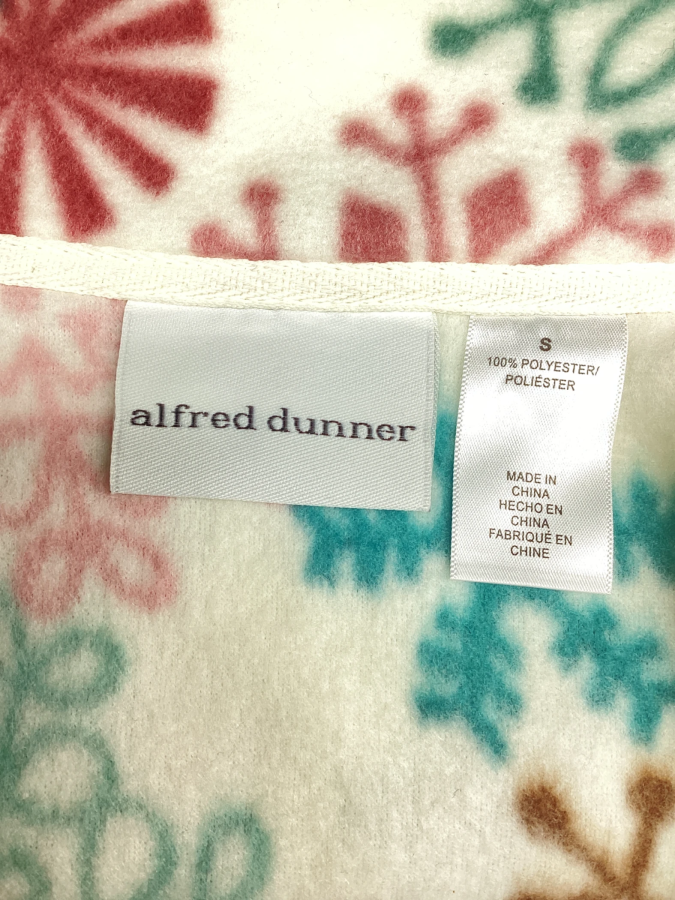 alfred dunner
S
100% POLYESTER/
POLIÉSTER
MADE IN
CHINA
HECHO EN
CHINA
FABRIQUÉ EN
CHINE